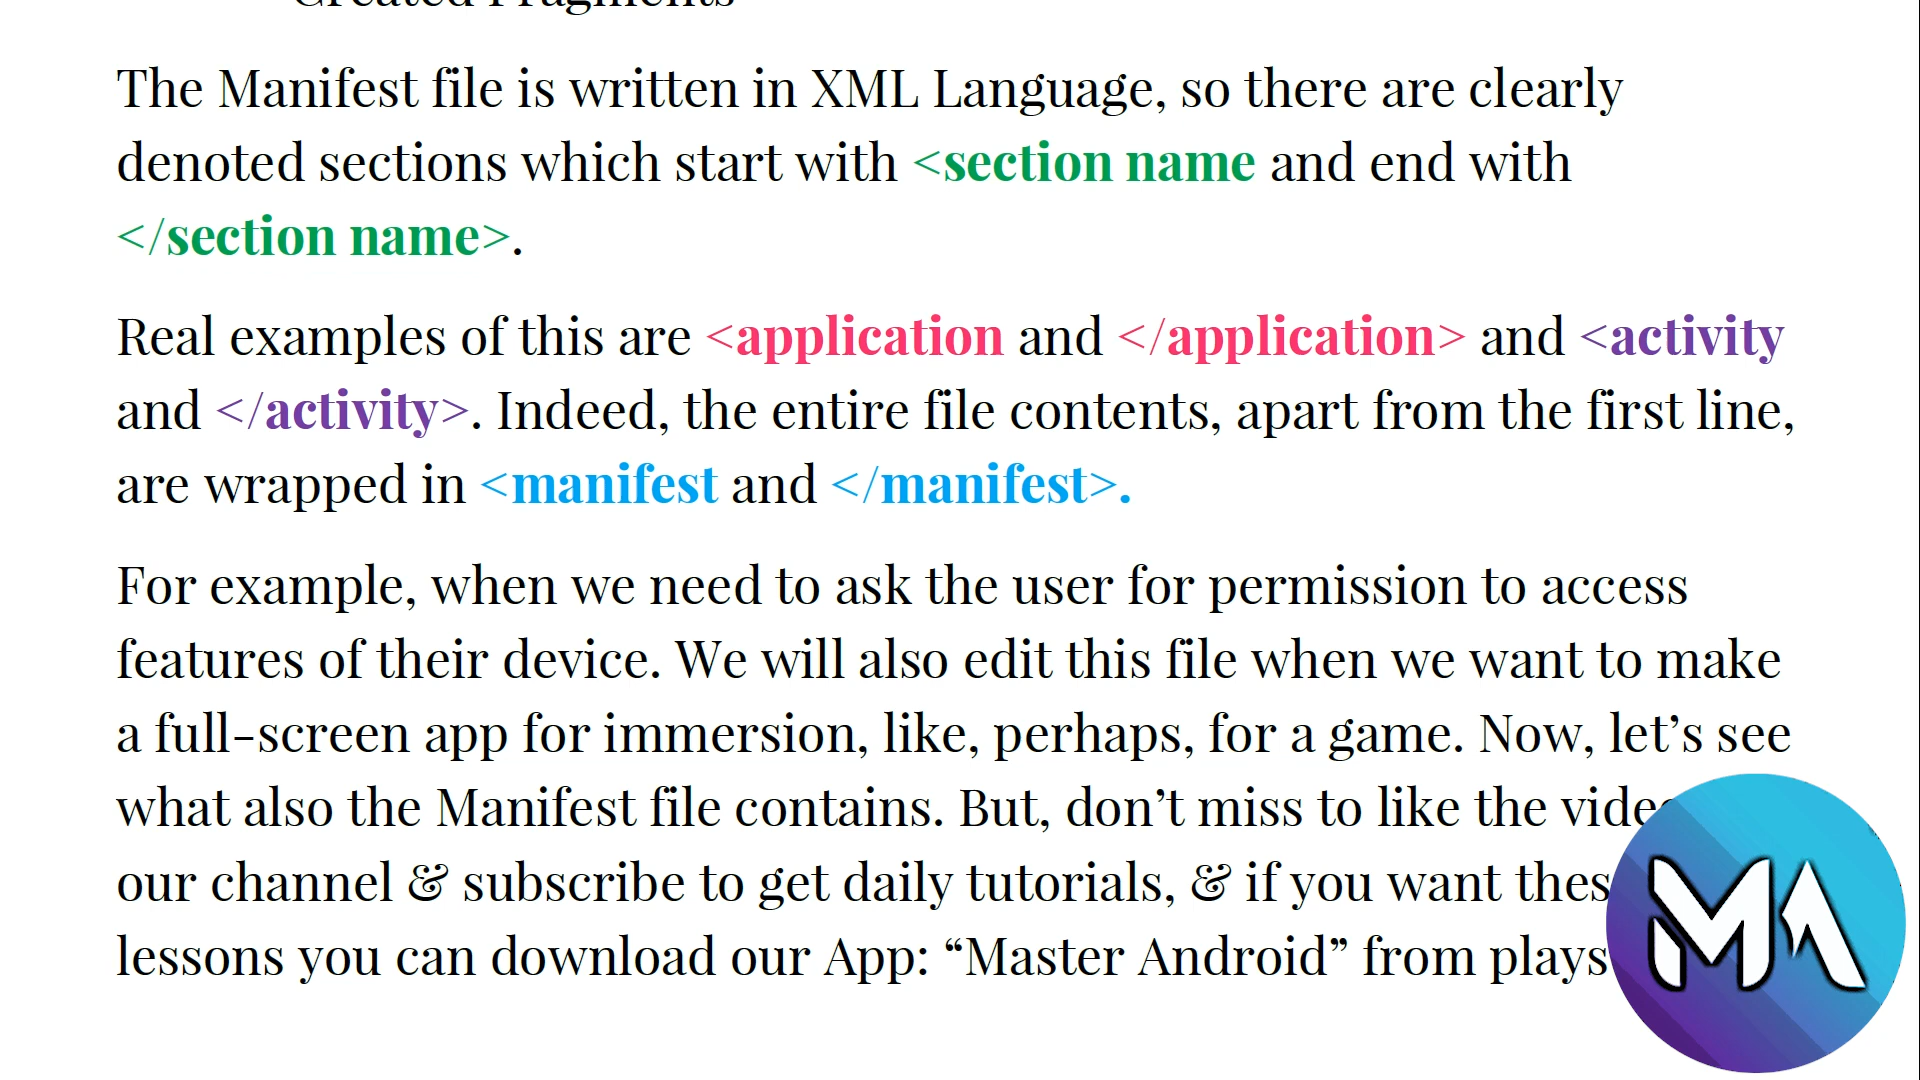 Created Fragments
The Manifest file is written in XML Language, so there are clearly
denoted sections which start with <section name and end with
</section name>.
Real examples of this are <application and </application> and <activity
and </activity>. Indeed, the entire file contents, apart from the first line,
are wrapped in <manifest and </manifest>.
For example, when we need to ask the user for permission to access
features of their device. We will also edit this file when we want to make
a full-screen app for immersion, like, perhaps, for a game. Now, let’s see
what also the Manifest file contains. But, don’t miss to like the
our channel & subscribe to get daily tutorials, & if you want
lessons you can download our App: “Master Android” from
MA